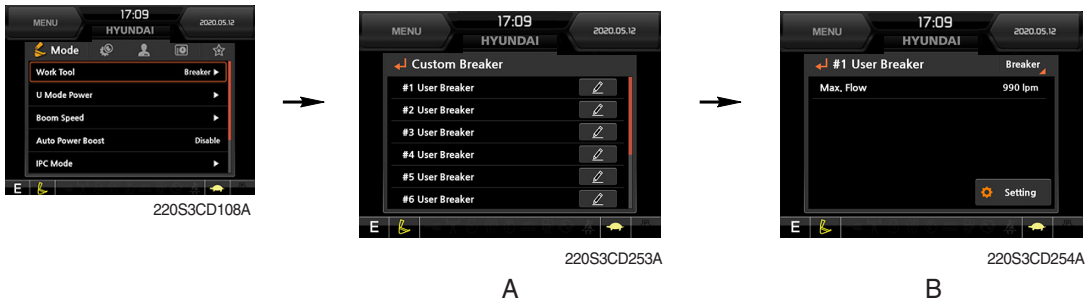 17:09
MENU
2020.05.12
HYUNDAI
Mode
Work Tool Breaker ▶
U Mode Power ▶
Boom Speed ▶
Auto Power Boost Disable
IPC Mode ▶
E
220S3CD108A
17:09
MENU
2020.05.12
HYUNDAI
Custom Breaker
#1 User Breaker
#2 User Breaker
#3 User Breaker
#4 User Breaker
#5 User Breaker
#6 User Breaker
E
220S3CD253A
A
17:09
MENU
2020.05.12
HYUNDAI
#1 User Breaker Breaker
Max. Flow 990 lpm
Setting
E
220S3CD254A
B